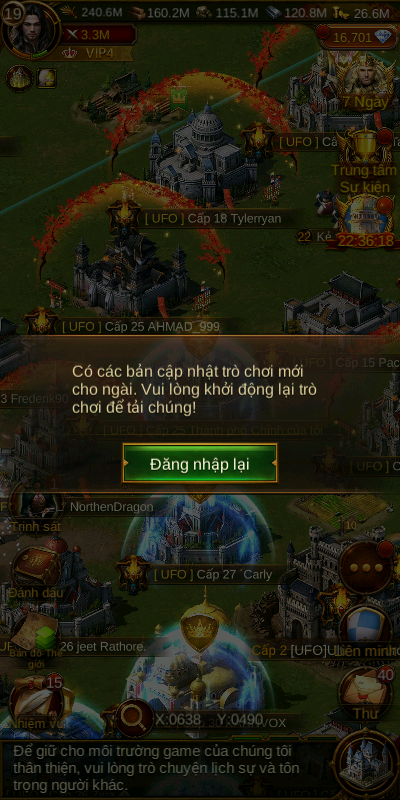 19
240.6M
160.2M
115.1M
120.8M
26.6M
3.3M
16.701
VIP4
7 Ngày
[ UFO ]
Trung tâm
Sự kiện
[ UFO ] Cấp 18 Tylerryan
22
22:36:18
[ UFO ] Cấp 25 AHMAD_999
Cấp 15
3 Frederik90
Có các bản cập nhật trò chơi mới
cho ngài. Vui lòng khởi động lại trò
chơi để tải chúng!
[ UFO ] Cấp 25 Thành phố Chính của tôi
Đăng nhập lại
NorthenDragon
Trinh sát
10
[ UFO ] Cấp 27 ˙Carly
Đánh dấu
26 jeet Rathore.
Cấp 2 [UFO]
Liên minh
Bản đồ Thế
giới
15
40
Nhiệm vụ
X:0638
Y:0490
Thư
Để giữ cho môi trường game của chúng tôi
thân thiện, vui lòng trò chuyện lịch sự và tôn
trọng người khác.